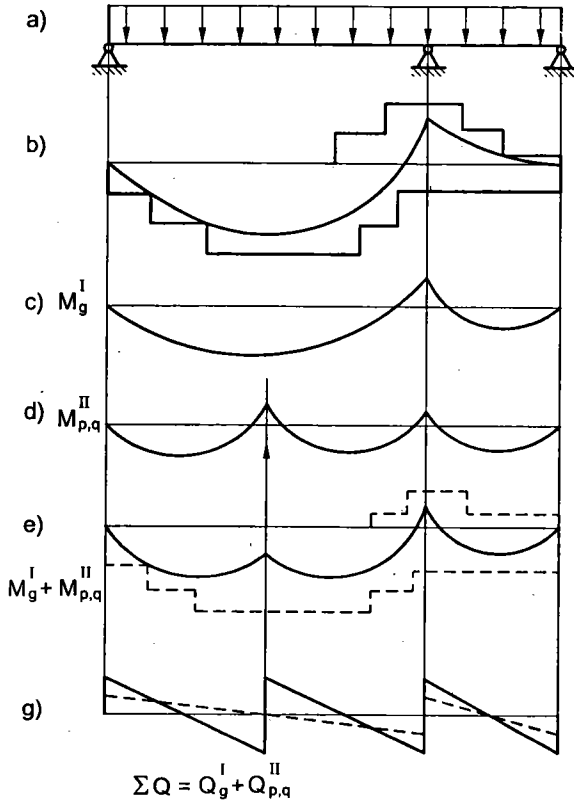 a)
b)
c) M_g^I
d) M_{p,q}^{II}
e)
M_g^I + M_{p,q}^{II}
g)
ΣQ = Q_g^I + Q_{p,q}^{II}